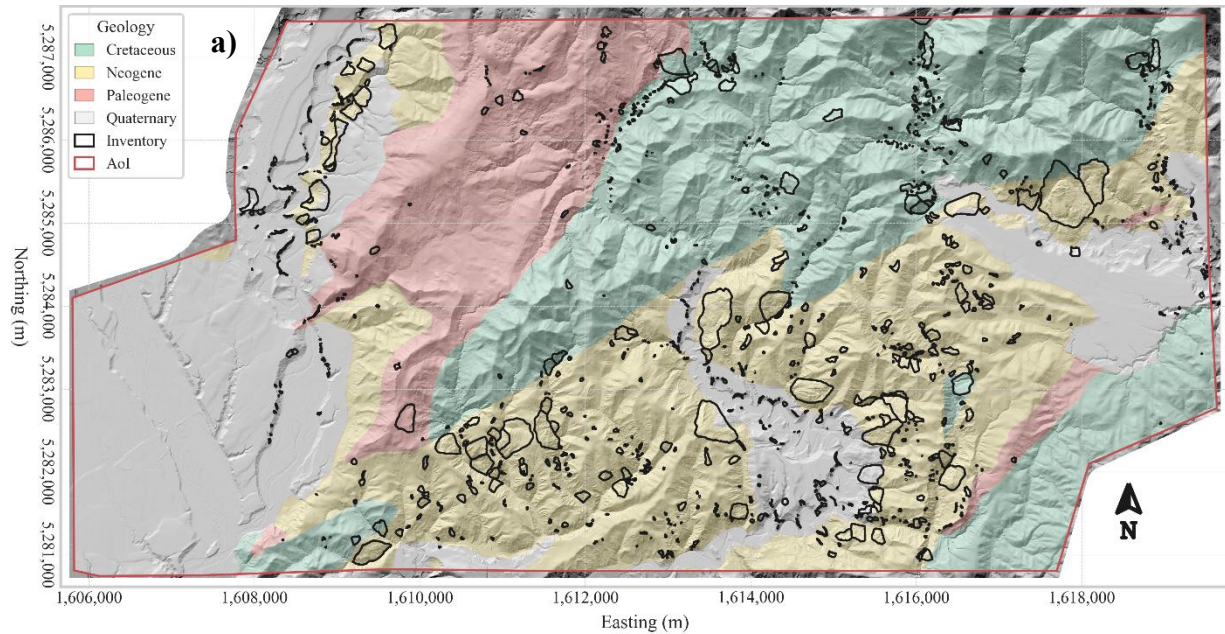 a)
Geology
Cretaceous
Neogene
Paleogene
Quaternary
Inventory
AoI
5,287,000
5,286,000
5,285,000
5,284,000
5,283,000
5,282,000
5,281,000
Northing (m)
N
1,606,000
1,608,000
1,610,000
1,612,000
1,614,000
1,616,000
1,618,000
Easting (m)